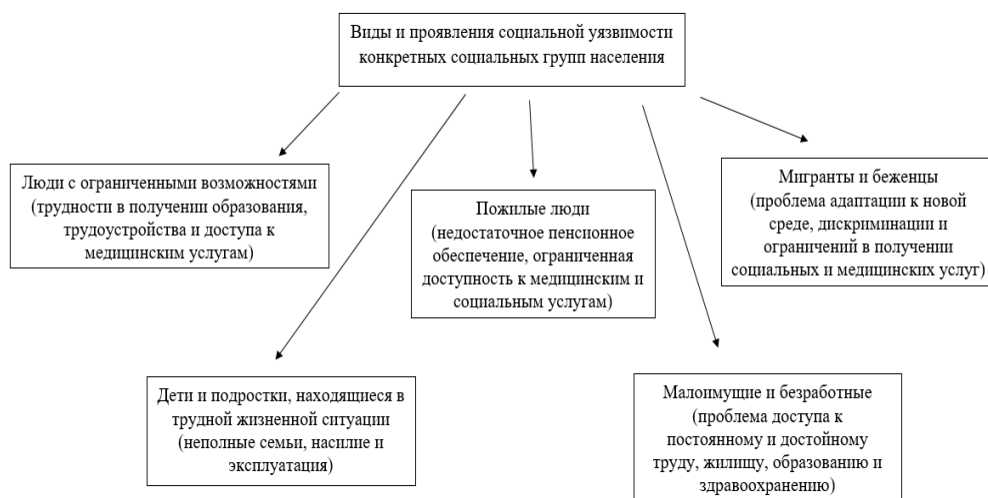 Виды и проявления социальной уязвимости
конкретных социальных групп населения
Люди с ограниченными возможностями
(трудности в получении образования,
трудоустройства и доступа к
медицинским услугам)
Пожилые люди
(недостаточное пенсионное
обеспечение, ограниченная
доступность к медицинским и
социальным услугам)
Мигранты и беженцы
(проблема адаптации к новой
среде, дискриминации и
ограничений в получении
социальных и медицинских услуг)
Дети и подростки, находящиеся в
трудной жизненной ситуации
(неполные семьи, насилие и
эксплуатация)
Малоимущие и безработные
(проблема доступа к
постоянному и достойному
труду, жилищу, образованию и
здравоохранению)